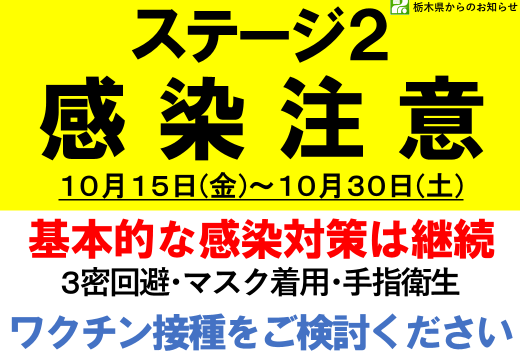 栃木県からのお知らせ
ステージ2
感染注意
10月15日(金)~10月30日(土)
基本的な感染対策は継続
3密回避・マスク着用・手指衛生
ワクチン接種をご検討ください